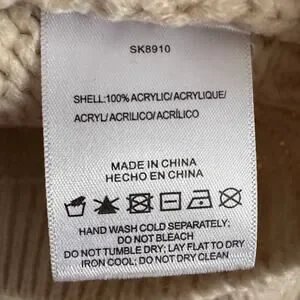 SK8910
SHELL:100% ACRYLIC/ ACRYLIQUE/
ACRYL/ ACRILICO/ ACRÍLICO
MADE IN CHINA
HECHO EN CHINA
HAND WASH COLD SEPARATELY;
DO NOT BLEACH
DO NOT TUMBLE DRY; LAY FLAT TO DRY
IRON COOL; DO NOT DRY CLEAN